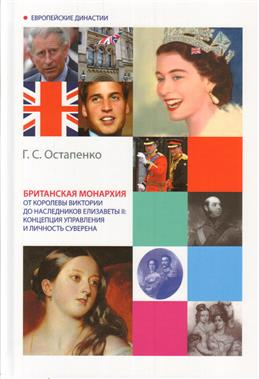 ЕВРОПЕЙСКИЕ ДИНАСТИИ
Г. С. Остапенко
БРИТАНСКАЯ МОНАРХИЯ
ОТ КОРОЛЕВЫ ВИКТОРИИ
ДО НАСЛЕДНИКОВ ЕЛИЗАВЕТЫ II:
КОНЦЕПЦИЯ УПРАВЛЕНИЯ
И ЛИЧНОСТЬ СУВЕРЕНА